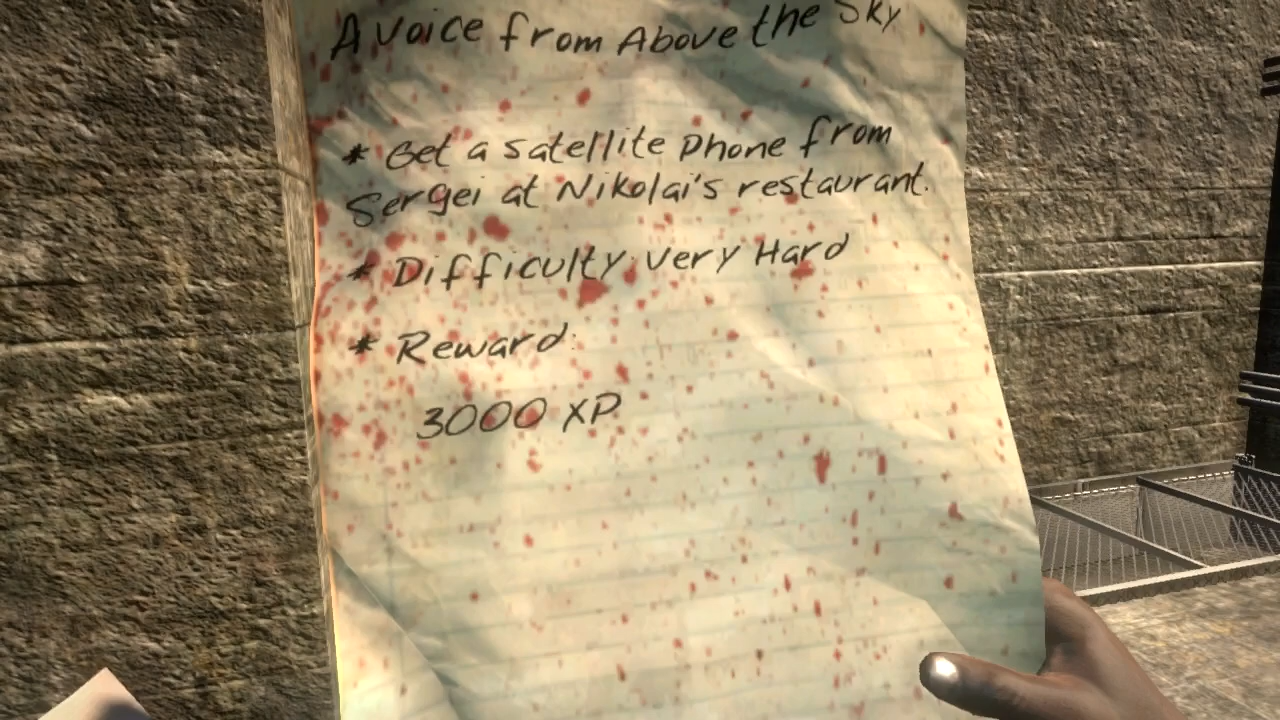 A Voice from Above the Sky
* Get a satellite phone from
Sergei at Nikolai's restaurant.
* Difficulty: Very Hard
* Reward:
3000 XP